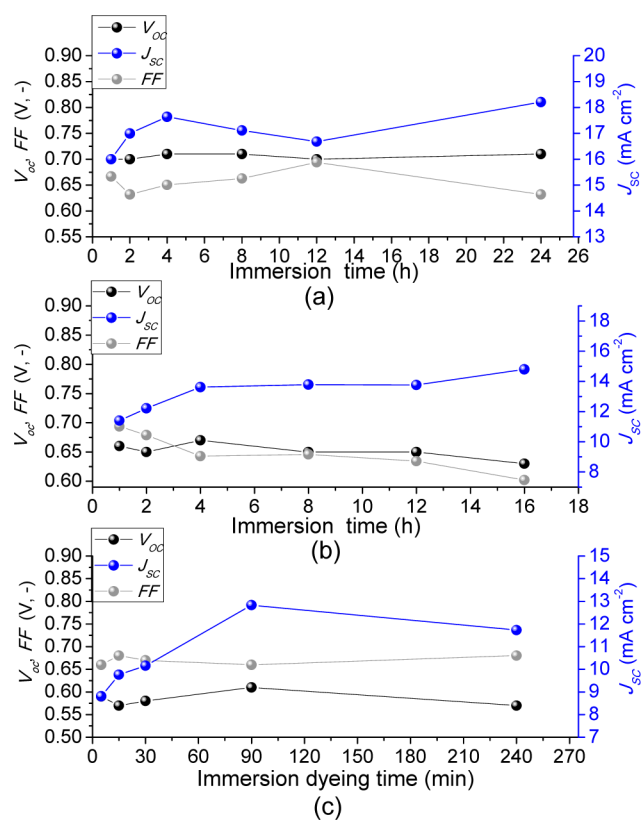 V_OC
J_SC
FF
0.90
0.85
0.80
0.75
0.70
0.65
0.60
0.55
V_oc, FF (V, -)
20
19
18
17
16
15
14
13
J_SC (mA cm⁻²)
0 2 4 6 8 10 12 14 16 18 20 22 24 26
Immersion time (h)
(a)
V_OC
J_SC
FF
0.90
0.85
0.80
0.75
0.70
0.65
0.60
V_oc, FF (V, -)
18
16
14
12
10
8
J_SC (mA cm⁻²)
0 2 4 6 8 10 12 14 16 18
Immersion time (h)
(b)
V_OC
J_SC
FF
0.90
0.85
0.80
0.75
0.70
0.65
0.60
0.55
0.50
V_oc, FF (V, -)
15
14
13
12
11
10
9
8
7
J_SC (mA cm⁻²)
0 30 60 90 120 150 180 210 240 270
Immersion dyeing time (min)
(c)